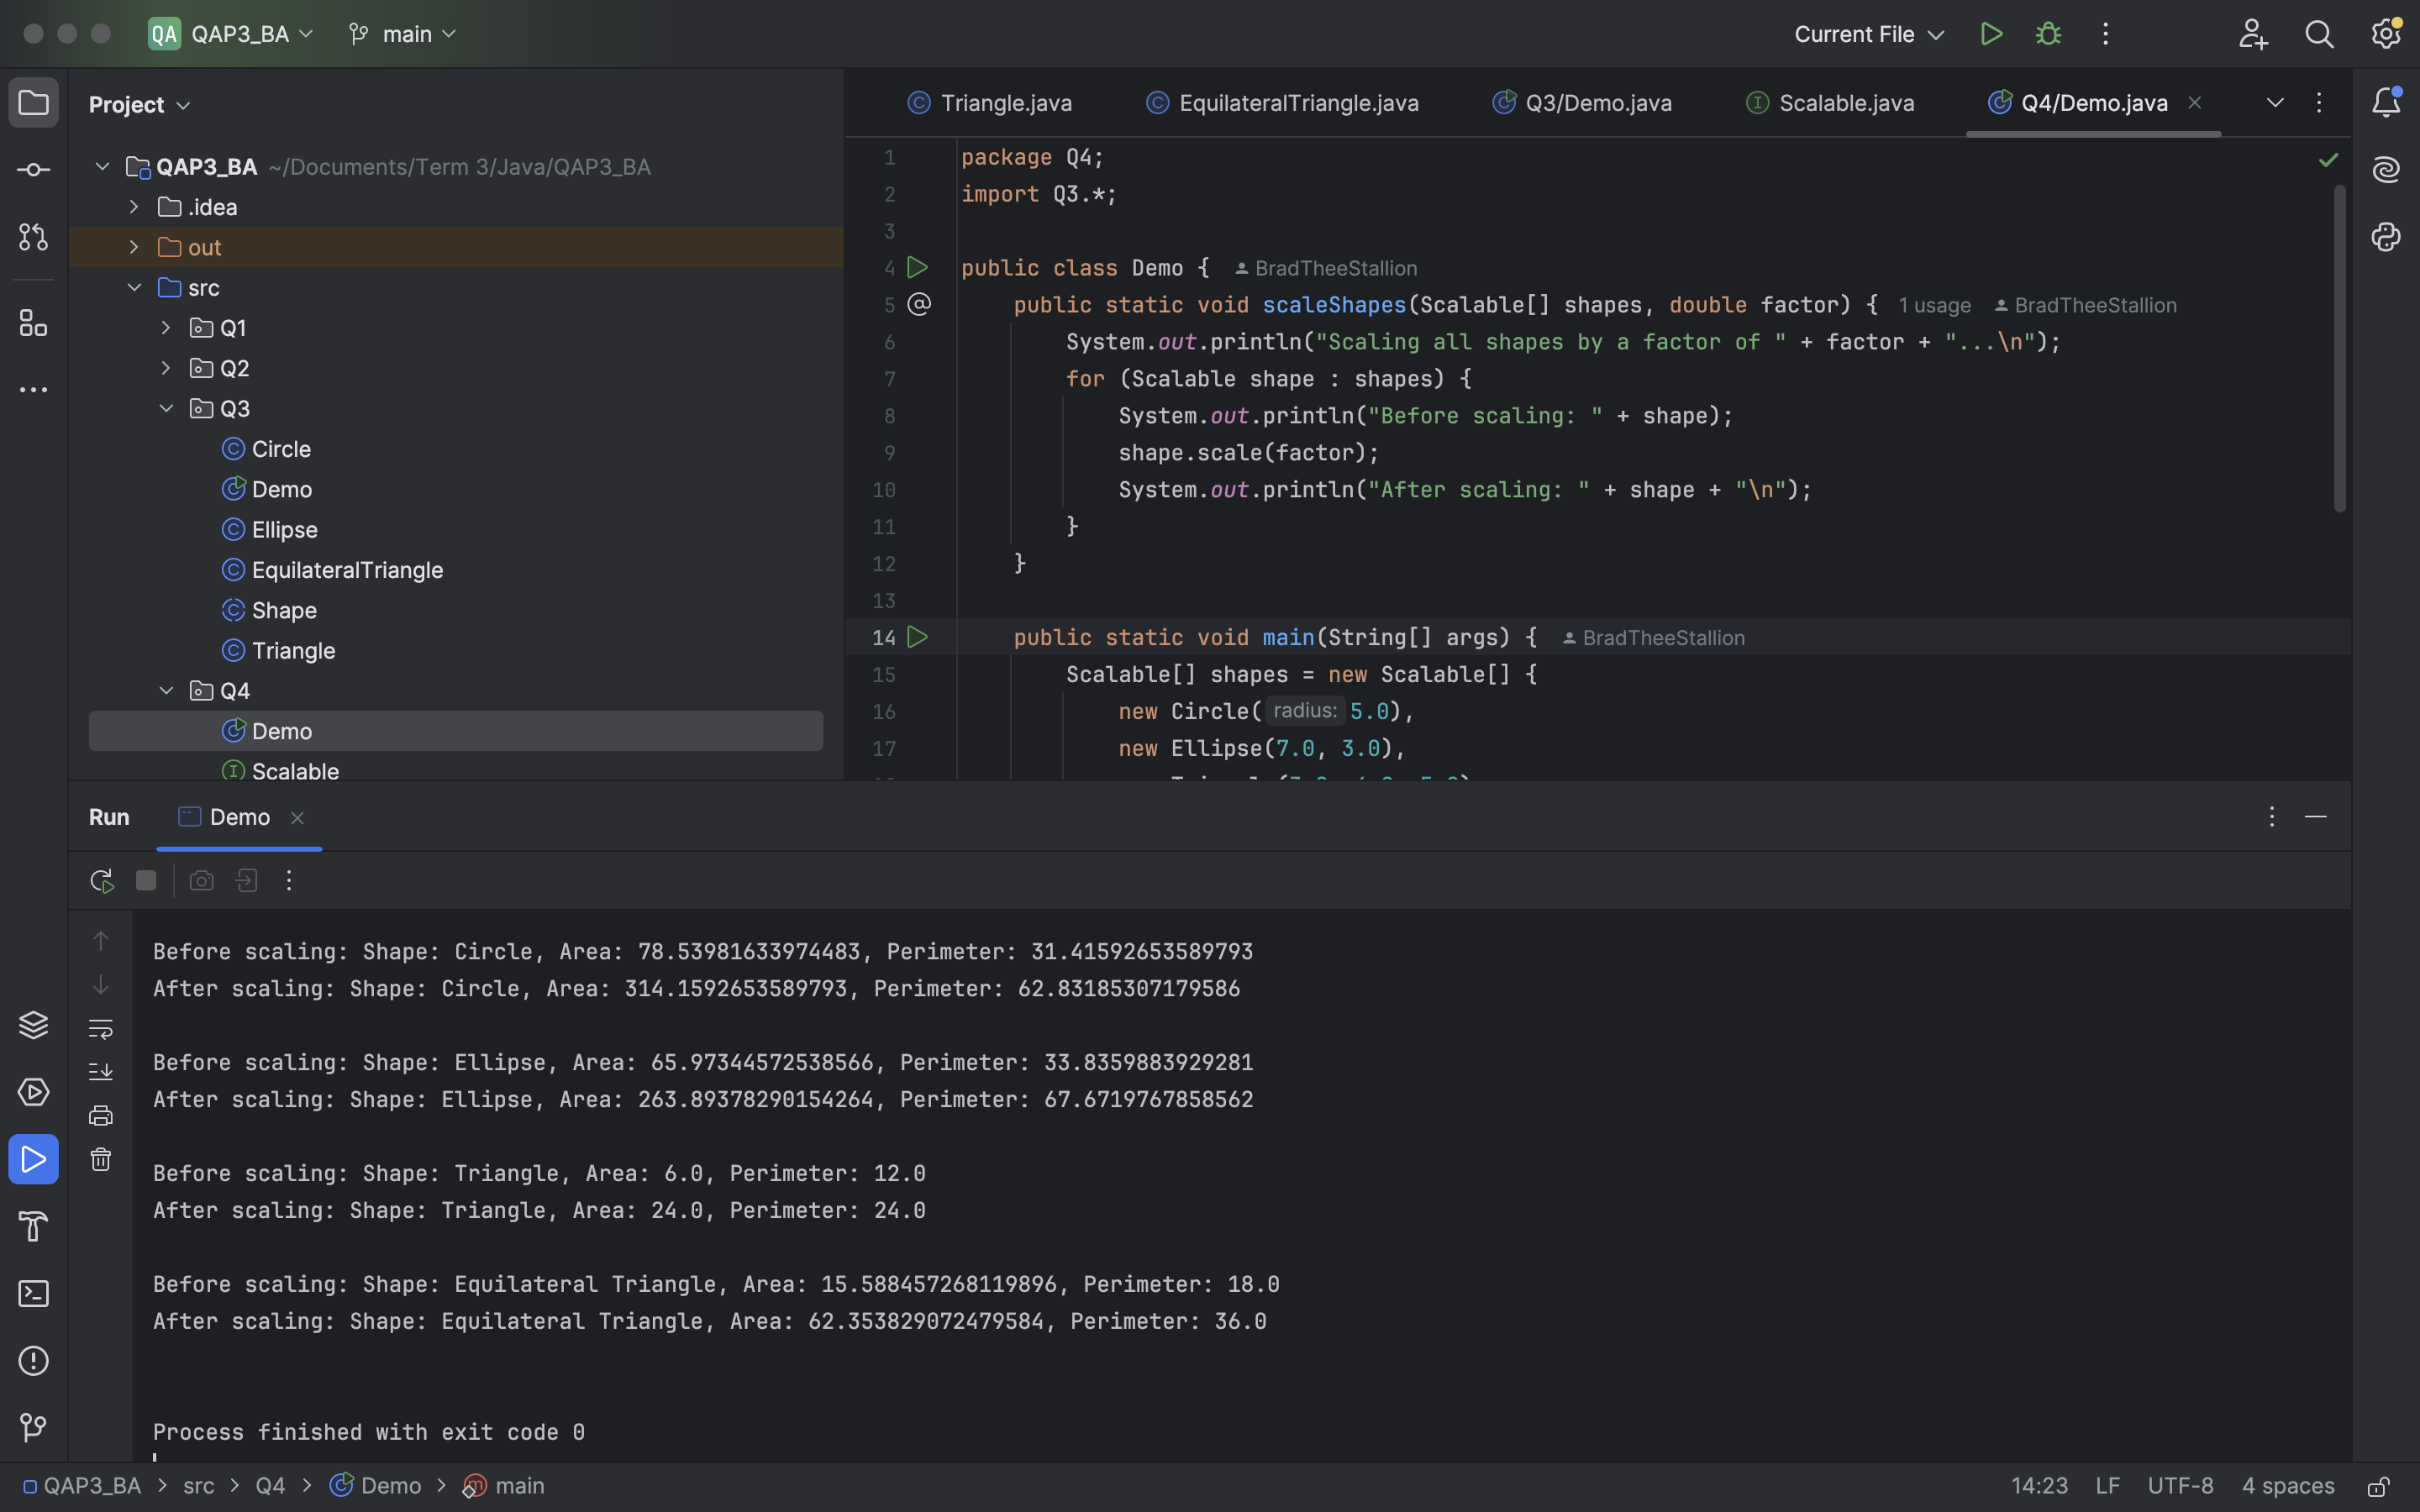 QA QAP3_BA main Current File
Project
QAP3_BA ~/Documents/Term 3/Java/QAP3_BA
.idea
out
src
Q1
Q2
Q3
Circle
Demo
Ellipse
EquilateralTriangle
Shape
Triangle
Q4
Demo
Scalable
Triangle.java EquilateralTriangle.java Q3/Demo.java Scalable.java Q4/Demo.java
1 package Q4;
2 import Q3.*;
3
4 public class Demo { BradTheeStallion
5 public static void scaleShapes(Scalable[] shapes, double factor) { 1 usage BradTheeStallion
6 System.out.println("Scaling all shapes by a factor of " + factor + "...\n");
7 for (Scalable shape : shapes) {
8 System.out.println("Before scaling: " + shape);
9 shape.scale(factor);
10 System.out.println("After scaling: " + shape + "\n");
11 }
12 }
13
14 public static void main(String[] args) { BradTheeStallion
15 Scalable[] shapes = new Scalable[] {
16 new Circle( radius: 5.0),
17 new Ellipse(7.0, 3.0),
Run Demo
Before scaling: Shape: Circle, Area: 78.53981633974483, Perimeter: 31.41592653589793
After scaling: Shape: Circle, Area: 314.1592653589793, Perimeter: 62.83185307179586
Before scaling: Shape: Ellipse, Area: 65.97344572538566, Perimeter: 33.8359883929281
After scaling: Shape: Ellipse, Area: 263.89378290154264, Perimeter: 67.6719767858562
Before scaling: Shape: Triangle, Area: 6.0, Perimeter: 12.0
After scaling: Shape: Triangle, Area: 24.0, Perimeter: 24.0
Before scaling: Shape: Equilateral Triangle, Area: 15.588457268119896, Perimeter: 18.0
After scaling: Shape: Equilateral Triangle, Area: 62.353829072479584, Perimeter: 36.0
Process finished with exit code 0
QAP3_BA > src > Q4 > Demo > main 14:23 LF UTF-8 4 spaces